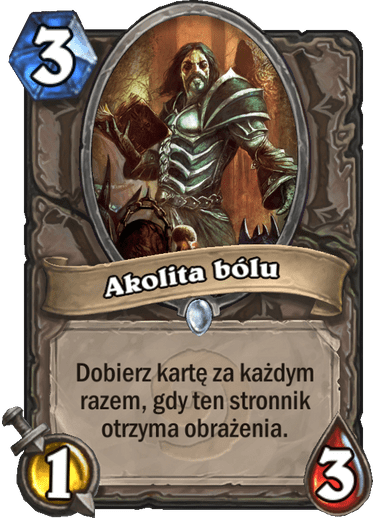 3
Akolita bólu
Dobierz kartę za każdym
razem, gdy ten stronnik
otrzyma obrażenia.
1
3